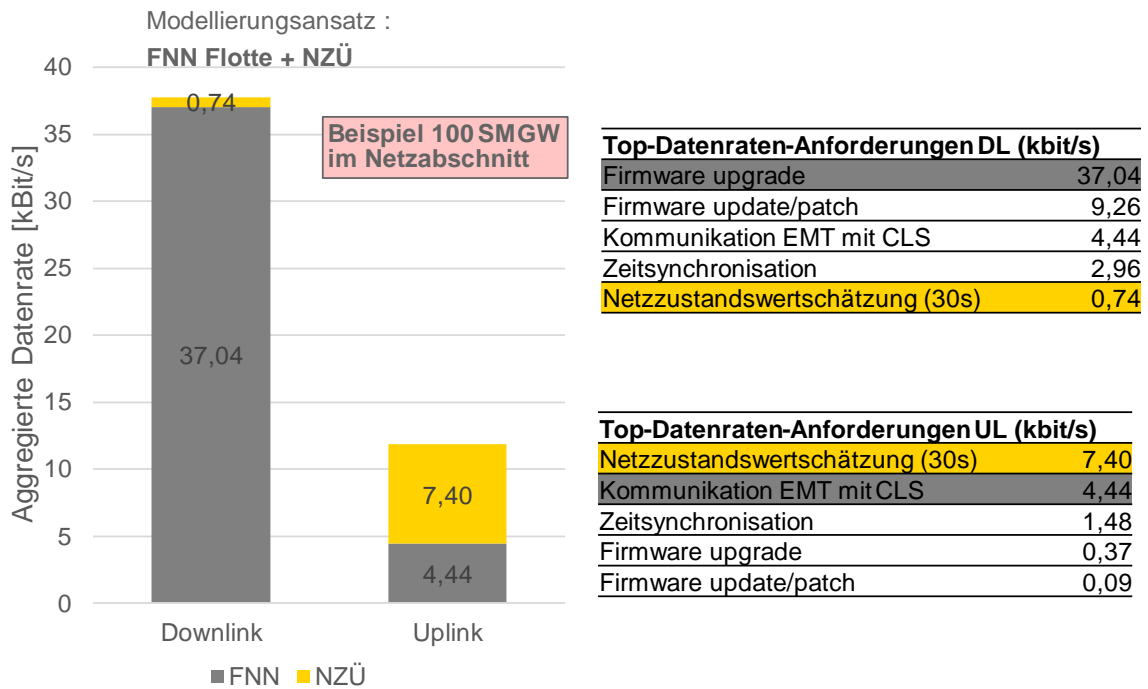 Modellierungsansatz :
FNN Flotte + NZÜ
Aggregierte Datenrate [kBit/s]
40
35
30
25
20
15
10
5
0
0,74
37,04
7,40
4,44
Downlink
Uplink
FNN
NZÜ
Beispiel 100 SMGW
im Netzabschnitt
Top-Datenraten-Anforderungen DL (kbit/s)
Firmware upgrade 37,04
Firmware update/patch 9,26
Kommunikation EMT mit CLS 4,44
Zeitsynchronisation 2,96
Netzzustandswertschätzung (30s) 0,74
Top-Datenraten-Anforderungen UL (kbit/s)
Netzzustandswertschätzung (30s) 7,40
Kommunikation EMT mit CLS 4,44
Zeitsynchronisation 1,48
Firmware upgrade 0,37
Firmware update/patch 0,09